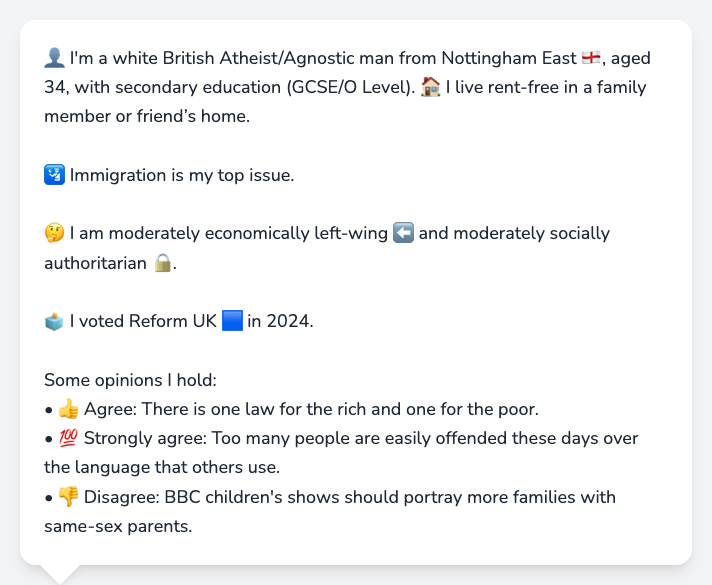 👤 I'm a white British Atheist/Agnostic man from Nottingham East 🏴󠁧󠁢󠁥󠁮󠁧󠁿, aged
34, with secondary education (GCSE/O Level). 🏠 I live rent-free in a family
member or friend’s home.
🛂 Immigration is my top issue.
🤔 I am moderately economically left-wing ⬅️ and moderately socially
authoritarian 🔒.
🗳️ I voted Reform UK 🟦 in 2024.
Some opinions I hold:
• 👍 Agree: There is one law for the rich and one for the poor.
• 💯 Strongly agree: Too many people are easily offended these days over
the language that others use.
• 👎 Disagree: BBC children's shows should portray more families with
same-sex parents.